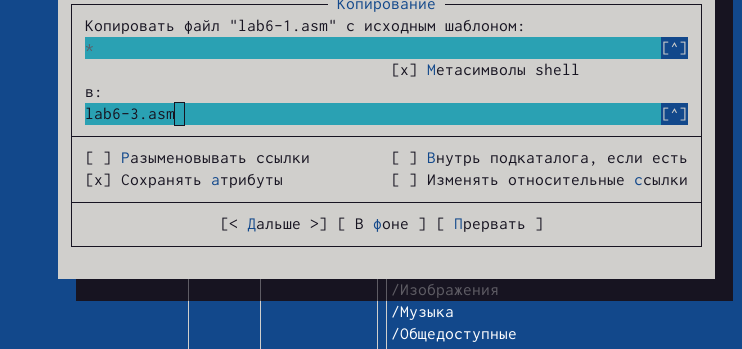 Копирование
Копировать файл "lab6-1.asm" с исходным шаблоном:
* [^]
[x] Метасимволы shell
в:
lab6-3.asm [^]
[ ] Разыменовывать ссылки [ ] Внутрь подкаталога, если есть
[x] Сохранять атрибуты [ ] Изменять относительные ссылки
[< Дальше >] [ В фоне ] [ Прервать ]
/Изображения
/Музыка
/Общедоступные